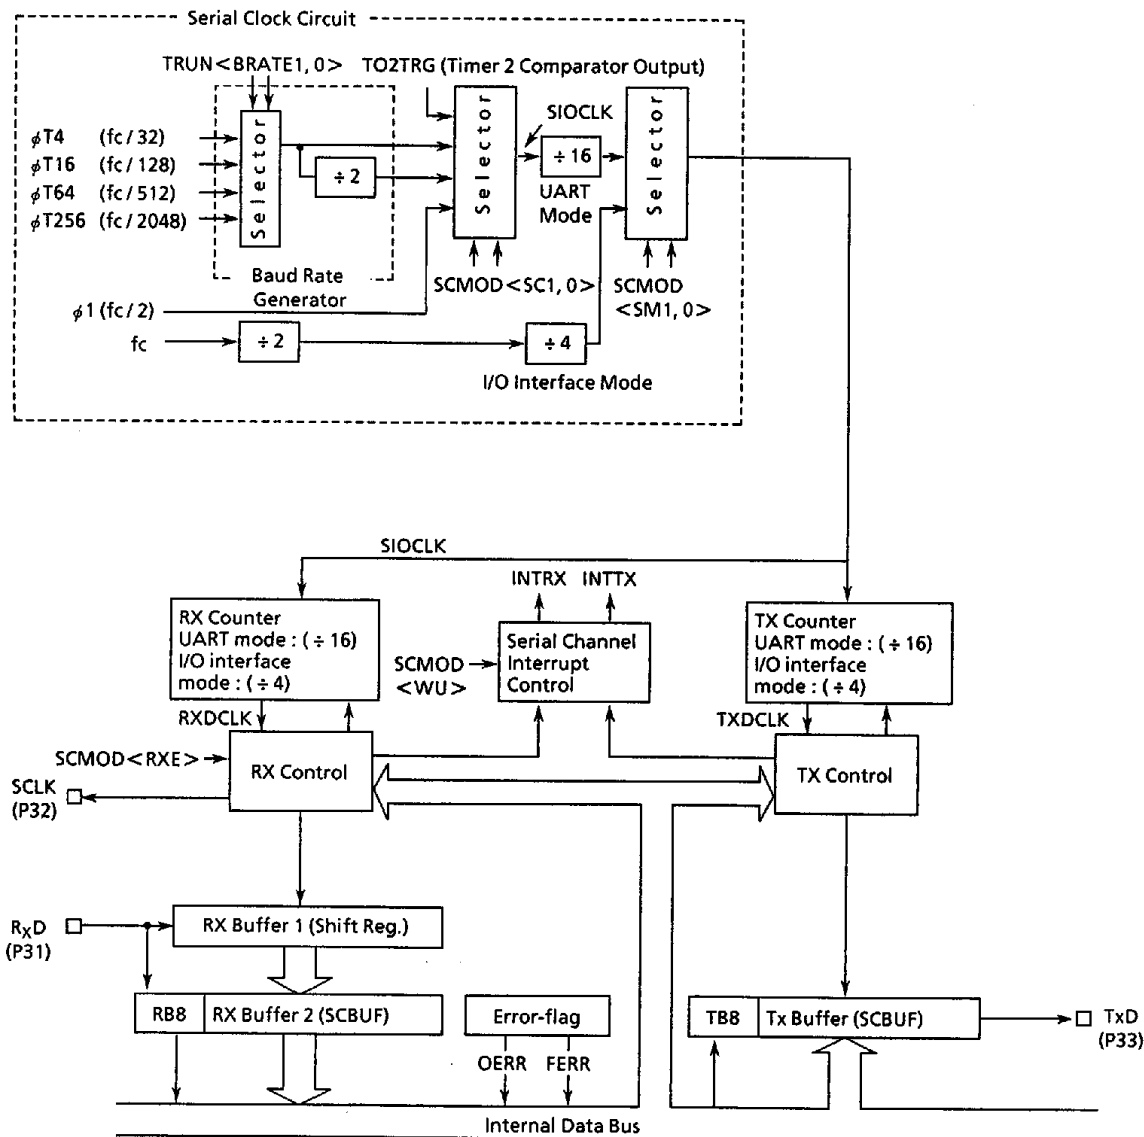 Serial Clock Circuit
TRUN<BRATE1, 0>
TO2TRG (Timer 2 Comparator Output)
SIOCLK
ϕT4 (fc/32)
ϕT16 (fc/128)
ϕT64 (fc/512)
ϕT256 (fc/2048)
Selector
÷2
Selector
÷16
UART
Mode
Selector
Baud Rate
Generator
SCMOD<SC1, 0>
SCMOD
<SM1, 0>
ϕ1 (fc/2)
fc
÷2
÷4
I/O Interface Mode
SIOCLK
INTRX INTTX
RX Counter
UART mode : (÷16)
I/O interface
mode : (÷4)
SCMOD
<WU>
Serial Channel
Interrupt
Control
TX Counter
UART mode : (÷16)
I/O interface
mode : (÷4)
RXDCLK
TXDCLK
SCMOD<RXE>
RX Control
TX Control
SCLK
(P32)
RXD
(P31)
RX Buffer 1 (Shift Reg.)
RB8
RX Buffer 2 (SCBUF)
Error-flag
OERR FERR
TB8
Tx Buffer (SCBUF)
TxD
(P33)
Internal Data Bus